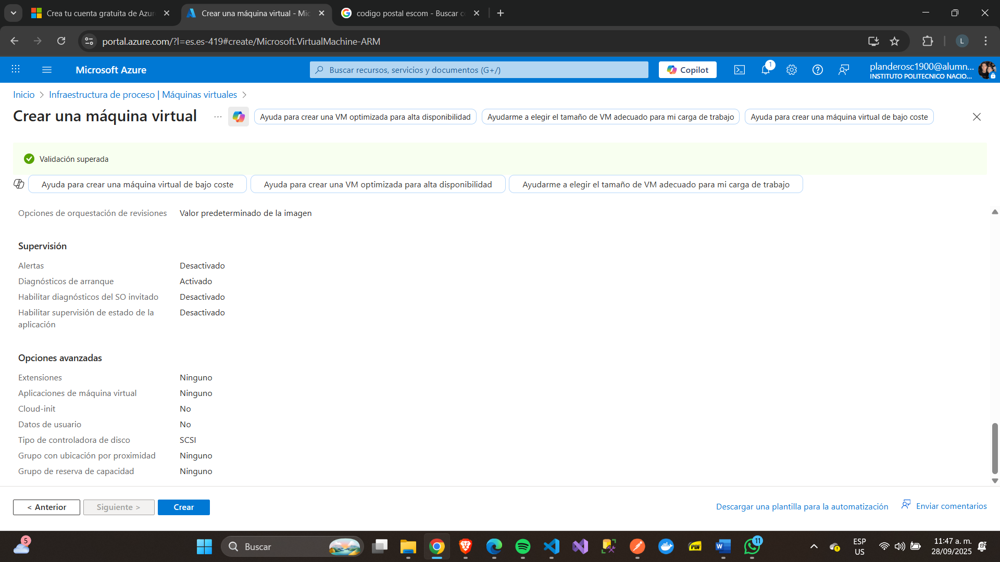 Crea tu cuenta gratuita de Azur
Crear una máquina virtual - Mic
codigo postal escom - Buscar c
portal.azure.com/?l=es.es-419#create/Microsoft.VirtualMachine-ARM
L
Microsoft Azure
Buscar recursos, servicios y documentos (G+/)
Copilot
1
planderosc1900@alumn...
INSTITUTO POLITECNICO NACIO...
Inicio > Infraestructura de proceso | Máquinas virtuales >
Crear una máquina virtual ...
Ayuda para crear una VM optimizada para alta disponibilidad
Ayudarme a elegir el tamaño de VM adecuado para mi carga de trabajo
Ayuda para crear una máquina virtual de bajo coste
Validación superada
Ayuda para crear una máquina virtual de bajo coste
Ayuda para crear una VM optimizada para alta disponibilidad
Ayudarme a elegir el tamaño de VM adecuado para mi carga de trabajo
Opciones de orquestación de revisiones Valor predeterminado de la imagen
Supervisión
Alertas Desactivado
Diagnósticos de arranque Activado
Habilitar diagnósticos del SO invitado Desactivado
Habilitar supervisión de estado de la Desactivado
aplicación
Opciones avanzadas
Extensiones Ninguno
Aplicaciones de máquina virtual Ninguno
Cloud-init No
Datos de usuario No
Tipo de controladora de disco SCSI
Grupo con ubicación por proximidad Ninguno
Grupo de reserva de capacidad Ninguno
< Anterior
Siguiente >
Crear
Descargar una plantilla para la automatización
Enviar comentarios
5
Buscar
PDF
W
11
ESP
US
11:47 a. m.
28/09/2025